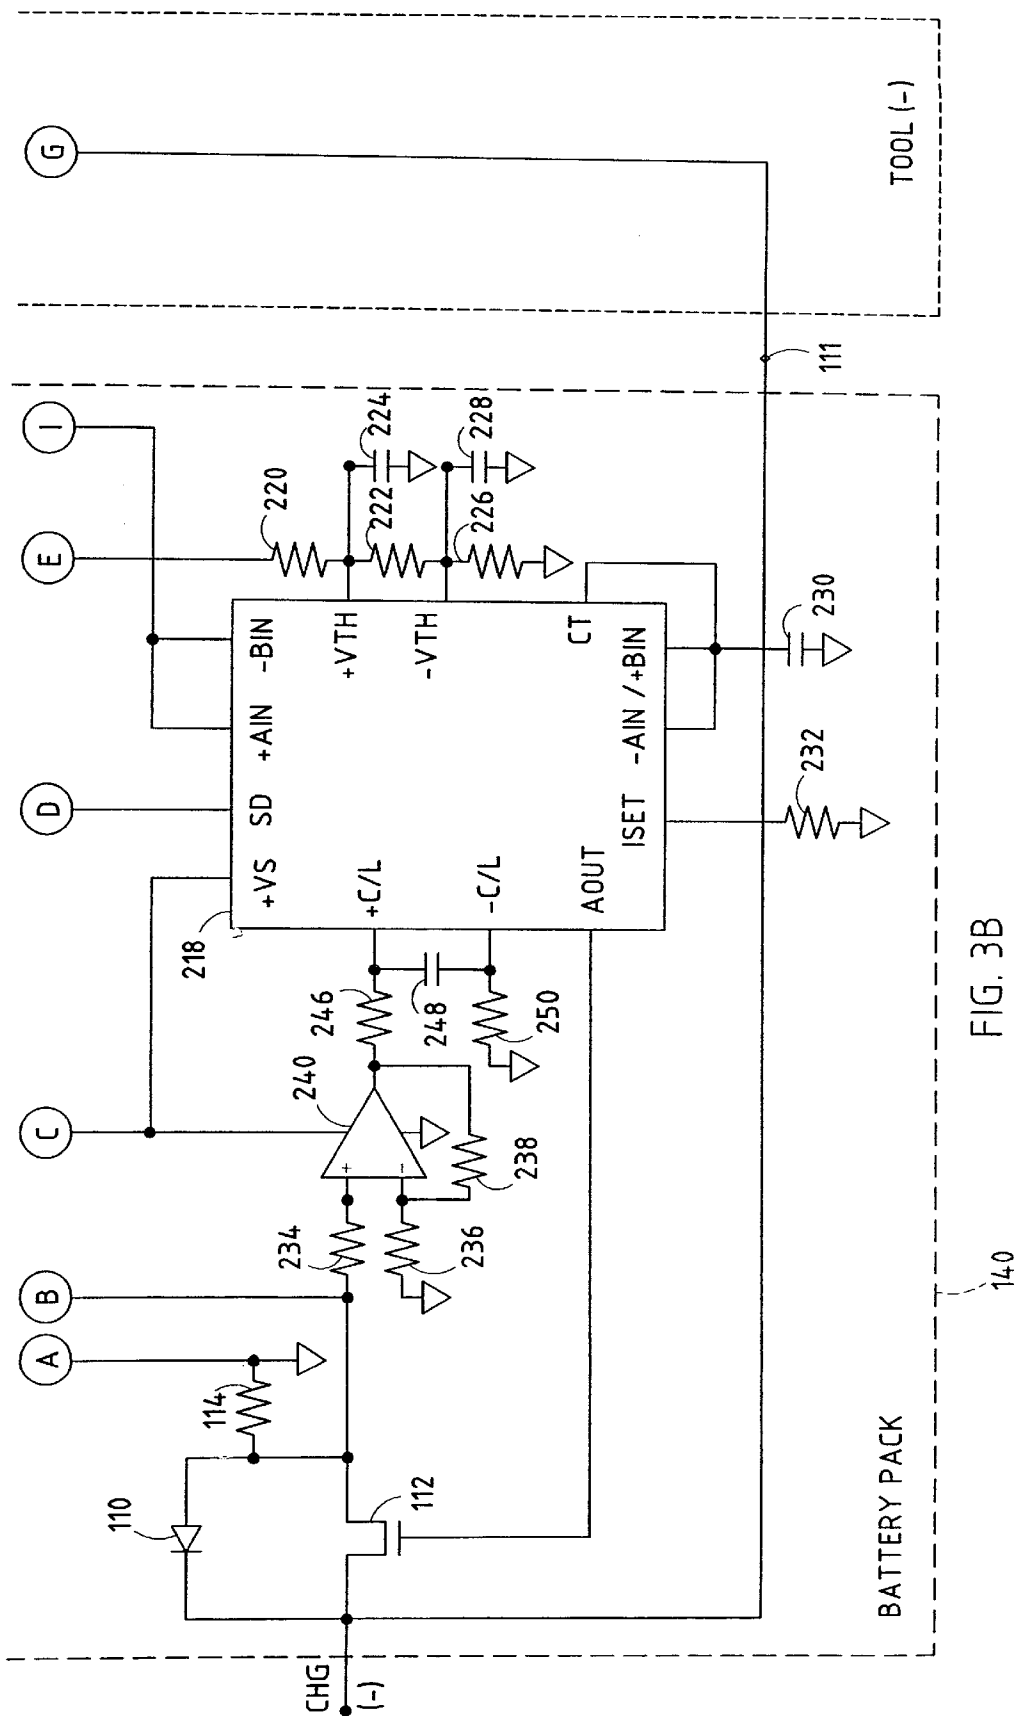 A
B
C
D
E
I
G
110
114
112
CHG
(-)
234
236
240
238
246
248
250
218
+VS
SD
+AIN
-BIN
+C/L
-C/L
AOUT
ISET
-AIN /+BIN
CT
+VTH
-VTH
220
222
224
226
228
230
232
111
BATTERY PACK
TOOL (-)
140
FIG. 3B